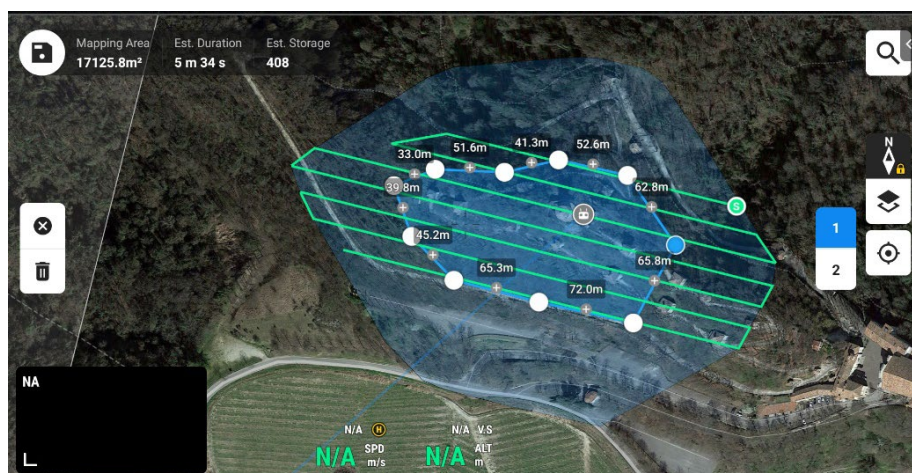 Mapping Area
17125.8m²
Est. Duration
5 m 34 s
Est. Storage
408
N
33.0m
51.6m
41.3m
52.6m
39.8m
62.8m
S
45.2m
65.3m
72.0m
65.8m
1
2
NA
N/A H
N/A V.S
N/A SPD m/s
N/A ALT m